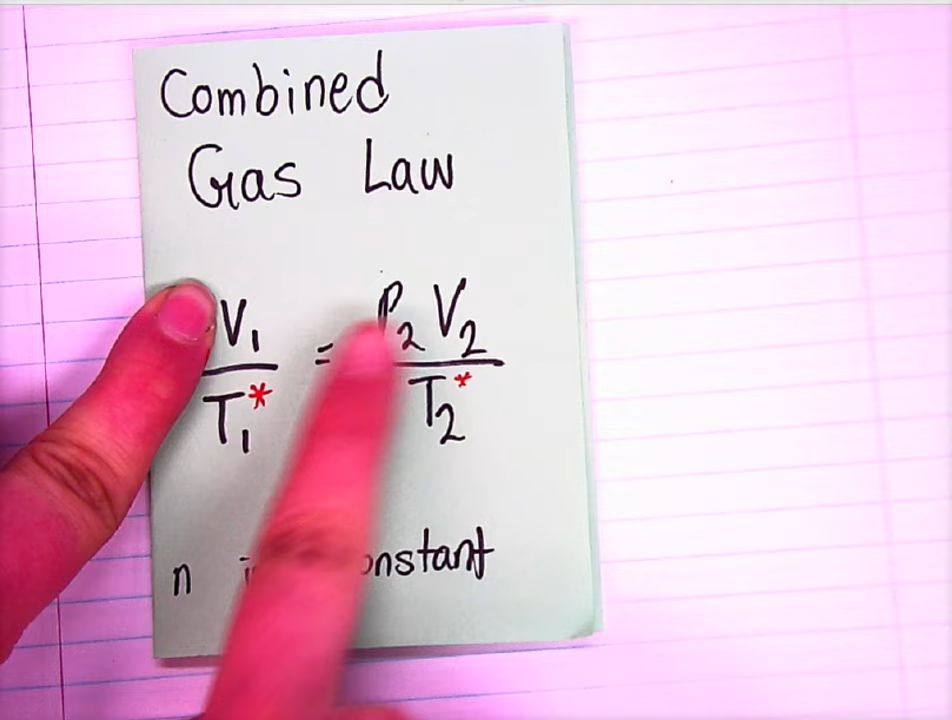 Combined
Gas Law
V₁ = P₂ V₂
T₁* T₂*
n